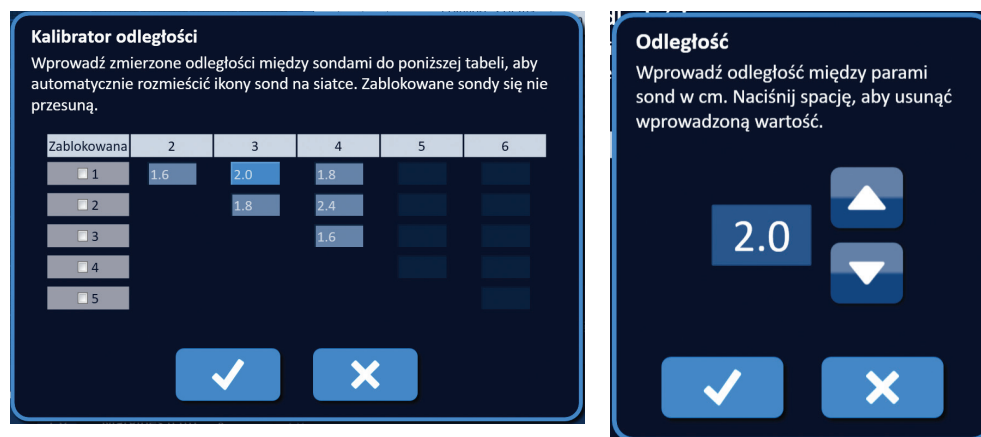 Kalibrator odległości
Wprowadź zmierzone odległości między sondami do poniższej tabeli, aby
automatycznie rozmieścić ikony sond na siatce. Zablokowane sondy się nie
przesuną.
Zablokowana 2 3 4 5 6
1 1.6 2.0 1.8
2 1.8 2.4
3 1.6
4
5
Odległość
Wprowadź odległość między parami
sond w cm. Naciśnij spację, aby usunąć
wprowadzoną wartość.
2.0